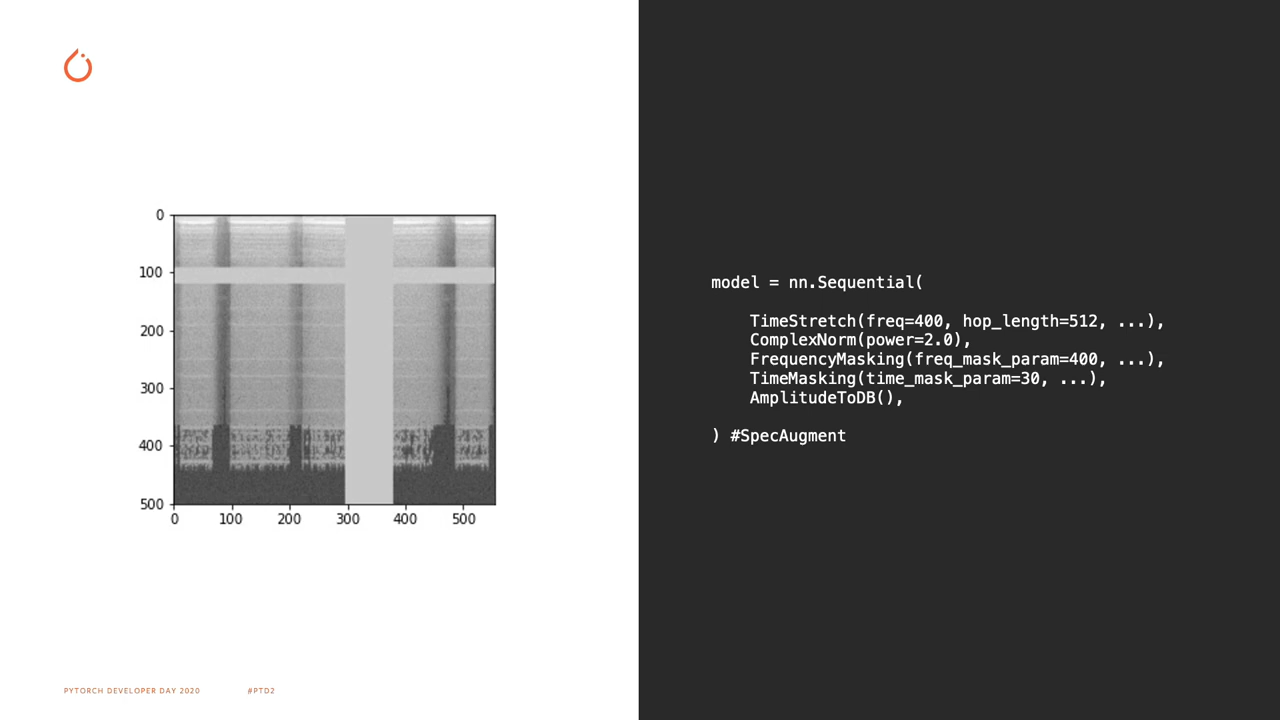 0
100
200
300
400
500
0 100 200 300 400 500
model = nn.Sequential(
TimeStretch(freq=400, hop_length=512, ...),
ComplexNorm(power=2.0),
FrequencyMasking(freq_mask_param=400, ...),
TimeMasking(time_mask_param=30, ...),
AmplitudeToDB(),
) #SpecAugment
PYTORCH DEVELOPER DAY 2020 #PTD2